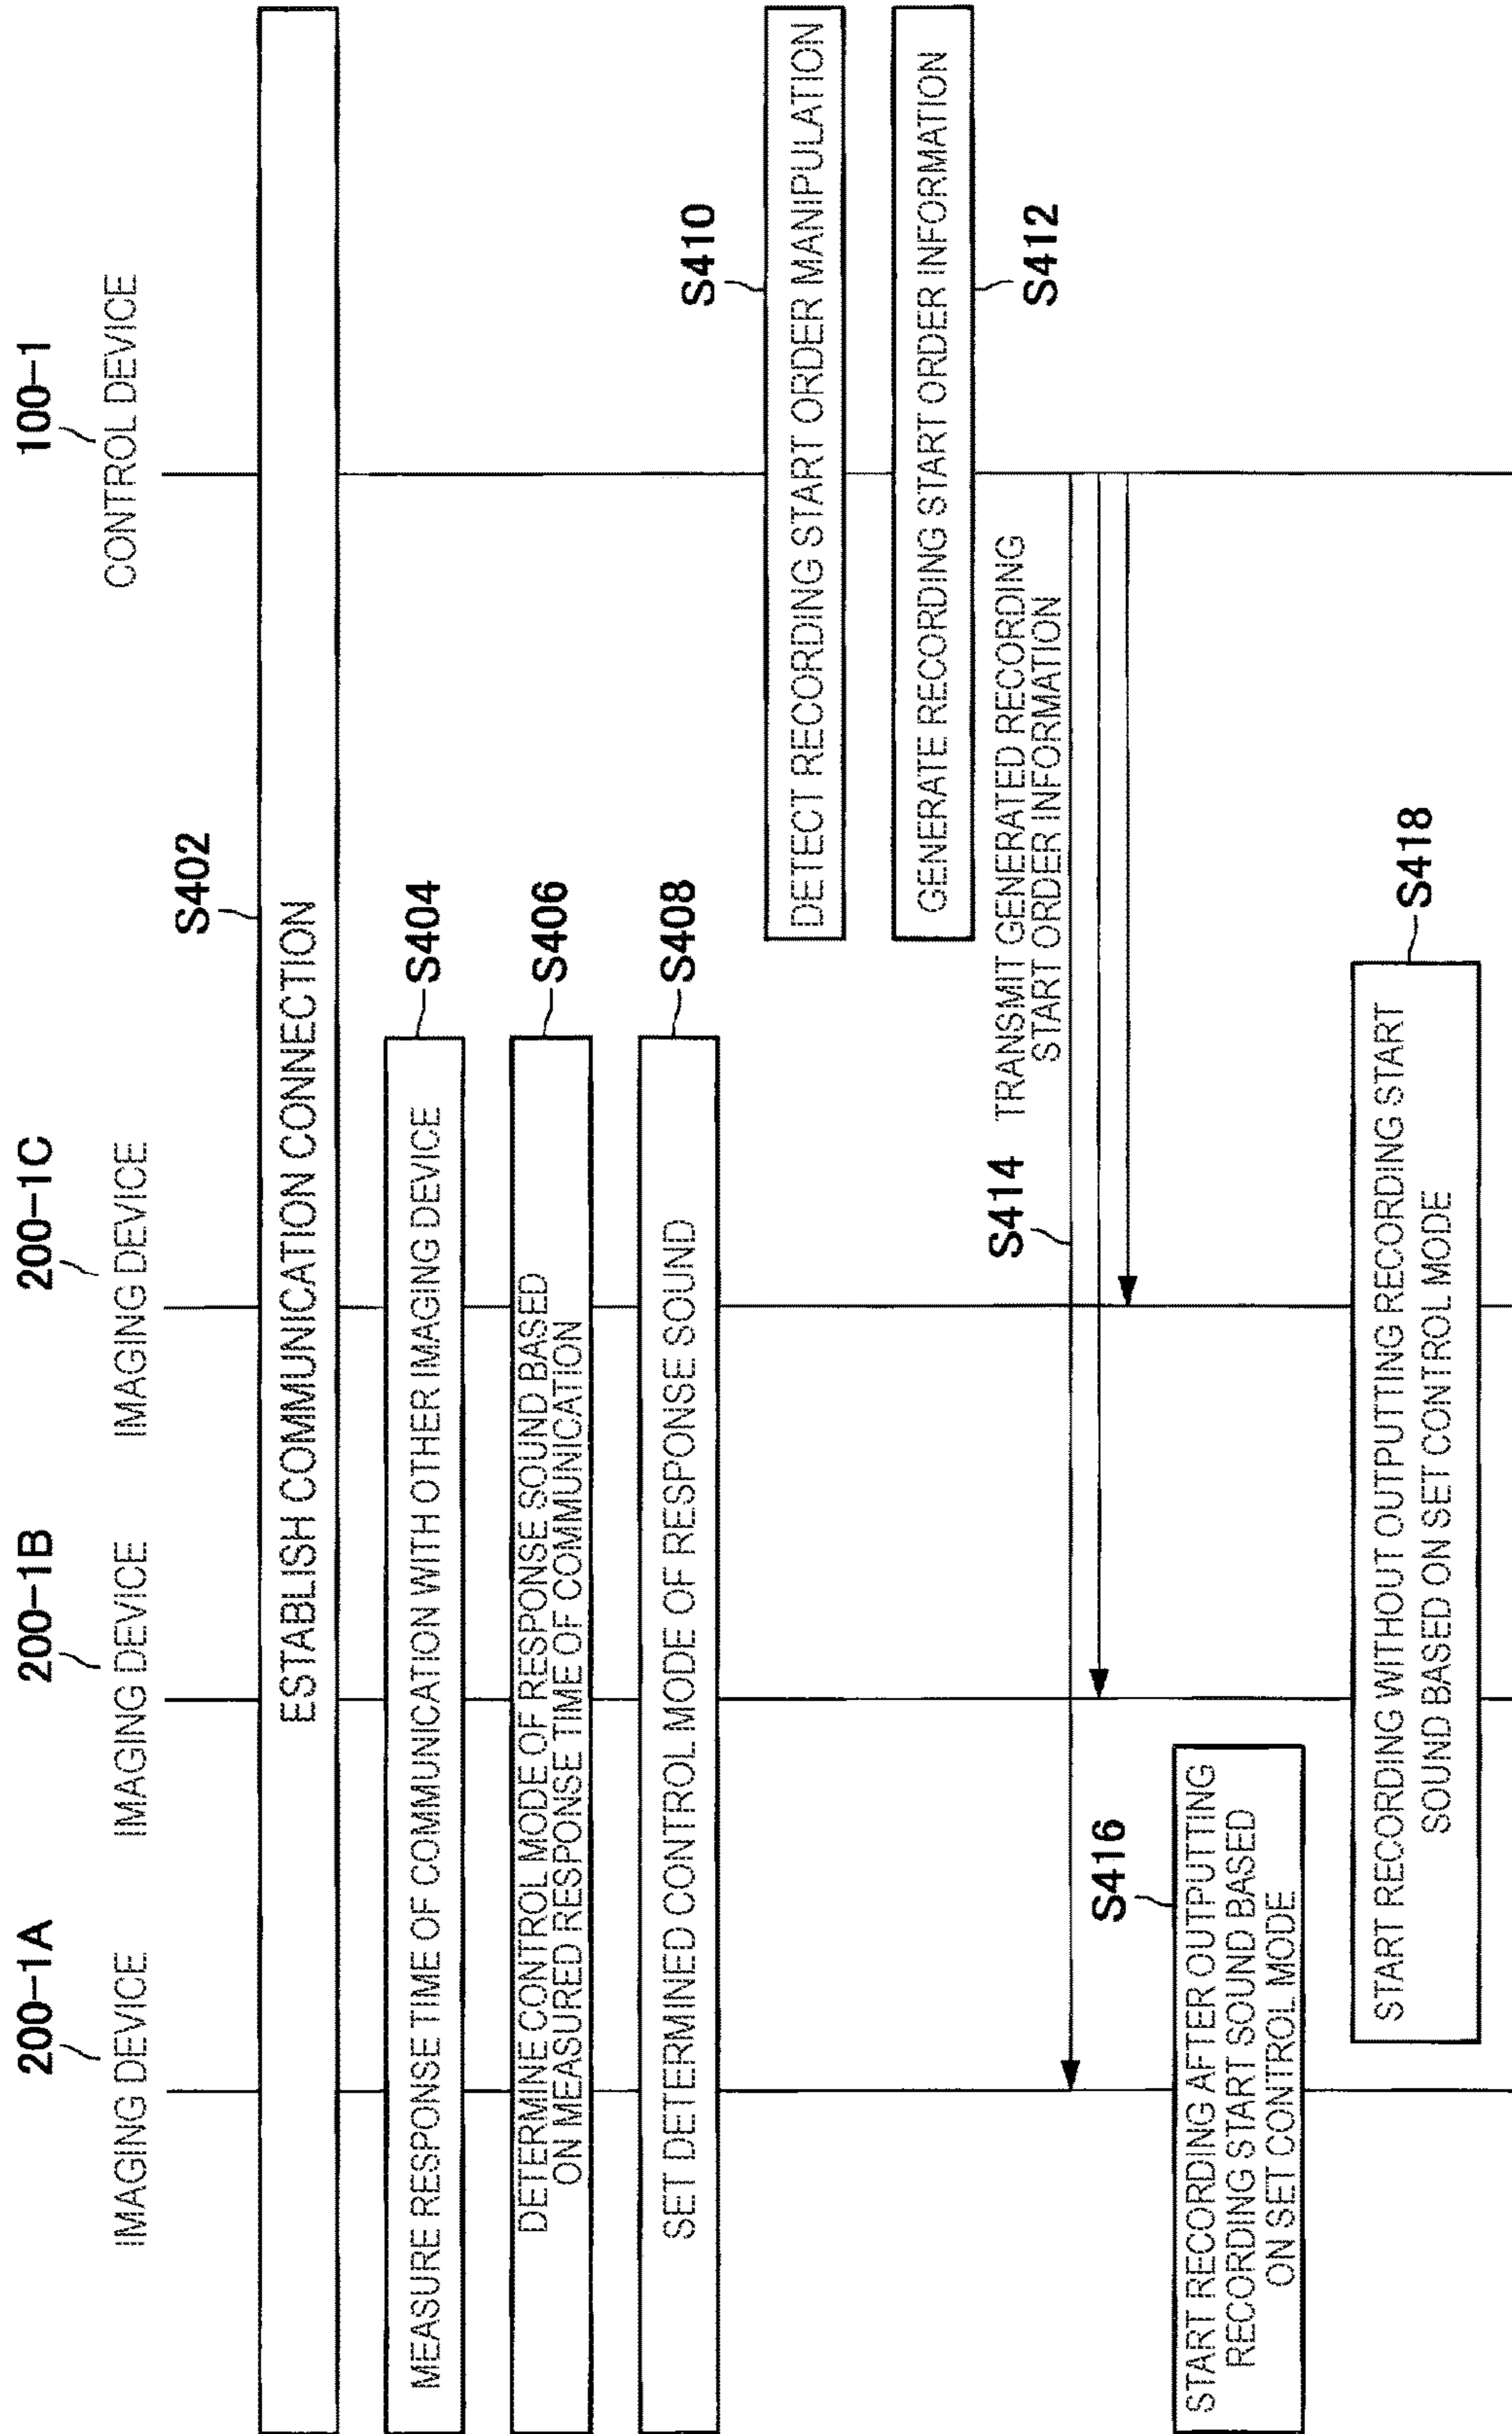 200-1A
200-1B
200-1C
100-1
IMAGING DEVICE
IMAGING DEVICE
IMAGING DEVICE
CONTROL DEVICE
S402
ESTABLISH COMMUNICATION CONNECTION
MEASURE RESPONSE TIME OF COMMUNICATION WITH OTHER IMAGING DEVICE
S404
DETERMINE CONTROL MODE OF RESPONSE SOUND BASED
ON MEASURED RESPONSE TIME OF COMMUNICATION
S406
SET DETERMINED CONTROL MODE OF RESPONSE SOUND
S408
S410
DETECT RECORDING START ORDER MANIPULATION
GENERATE RECORDING START ORDER INFORMATION
S412
S414
TRANSMIT GENERATED RECORDING
START ORDER INFORMATION
S416
START RECORDING AFTER OUTPUTING
RECORDING START SOUND BASED
ON SET CONTROL MODE
START RECORDING WITHOUT OUTPUTTING RECORDING START
SOUND BASED ON SET CONTROL MODE
S418